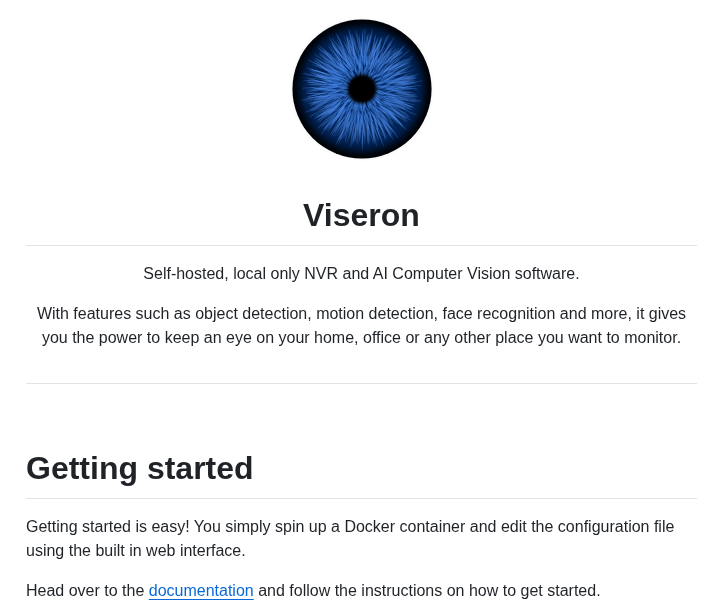 Viseron
Self-hosted, local only NVR and AI Computer Vision software.
With features such as object detection, motion detection, face recognition and more, it gives
you the power to keep an eye on your home, office or any other place you want to monitor.
Getting started
Getting started is easy! You simply spin up a Docker container and edit the configuration file
using the built in web interface.
Head over to the documentation and follow the instructions on how to get started.